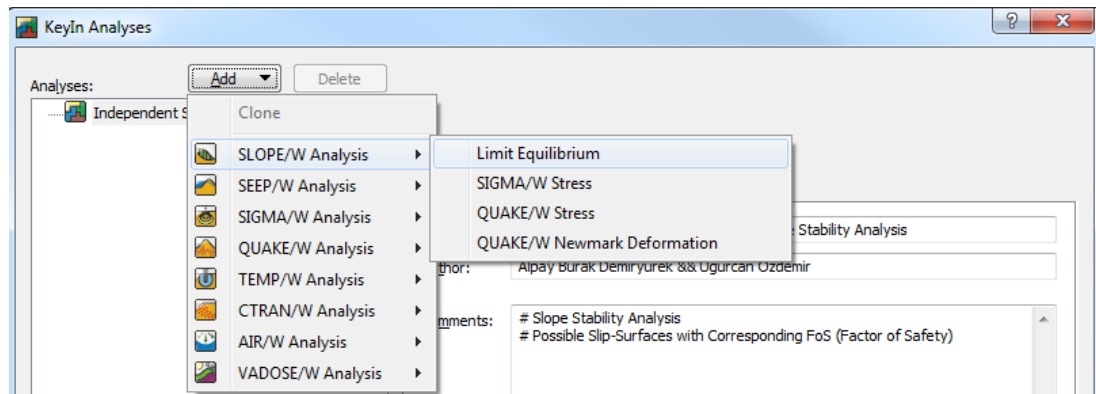 KeyIn Analyses
Analyses:
Add
Delete
Independent S
Clone
SLOPE/W Analysis
SEEP/W Analysis
SIGMA/W Analysis
QUAKE/W Analysis
TEMP/W Analysis
CTRAN/W Analysis
AIR/W Analysis
VADOSE/W Analysis
Limit Equilibrium
SIGMA/W Stress
QUAKE/W Stress
QUAKE/W Newmark Deformation
Stability Analysis
thor:
Alpay Burak Demiryurek && Ugurcan Ozdemir
mments:
# Slope Stability Analysis
# Possible Slip-Surfaces with Corresponding FoS (Factor of Safety)